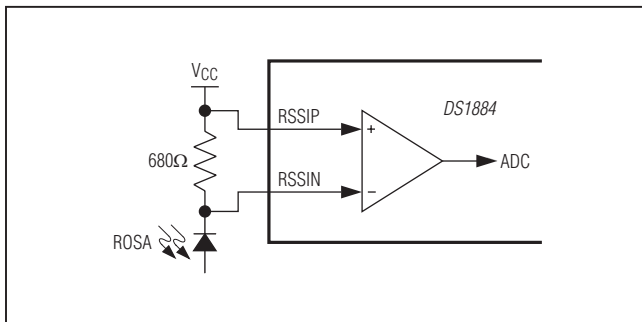 VCC
DS1884
RSSIP
+
680Ω
ADC
RSSIN
−
ROSA